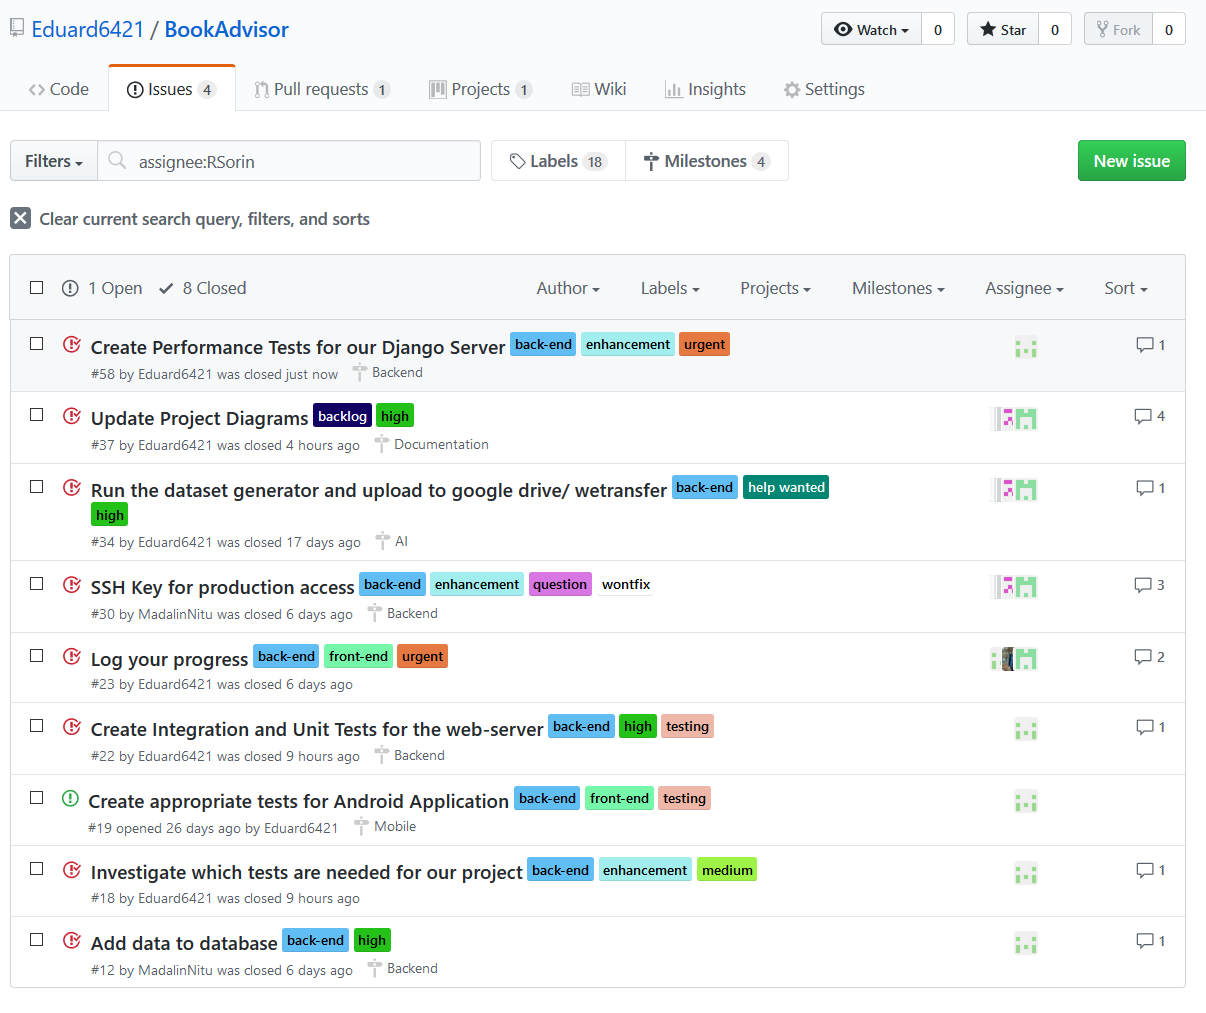 Eduard6421 / BookAdvisor Watch 0 Star 0 Fork 0
Code Issues 4 Pull requests 1 Projects 1 Wiki Insights Settings
Filters assignee:RSorin Labels 18 Milestones 4 New issue
Clear current search query, filters, and sorts
1 Open 8 Closed Author Labels Projects Milestones Assignee Sort
Create Performance Tests for our Django Server back-end enhancement urgent 1
#58 by Eduard6421 was closed just now Backend
Update Project Diagrams backlog high 4
#37 by Eduard6421 was closed 4 hours ago Documentation
Run the dataset generator and upload to google drive/ wetransfer back-end help wanted 1
high
#34 by Eduard6421 was closed 17 days ago AI
SSH Key for production access back-end enhancement question wontfix 3
#30 by MadalinNitu was closed 6 days ago Backend
Log your progress back-end front-end urgent 2
#23 by Eduard6421 was closed 6 days ago
Create Integration and Unit Tests for the web-server back-end high testing 1
#22 by Eduard6421 was closed 9 hours ago Backend
Create appropriate tests for Android Application back-end front-end testing
#19 opened 26 days ago by Eduard6421 Mobile
Investigate which tests are needed for our project back-end enhancement medium 1
#18 by Eduard6421 was closed 9 hours ago
Add data to database back-end high 1
#12 by MadalinNitu was closed 6 days ago Backend